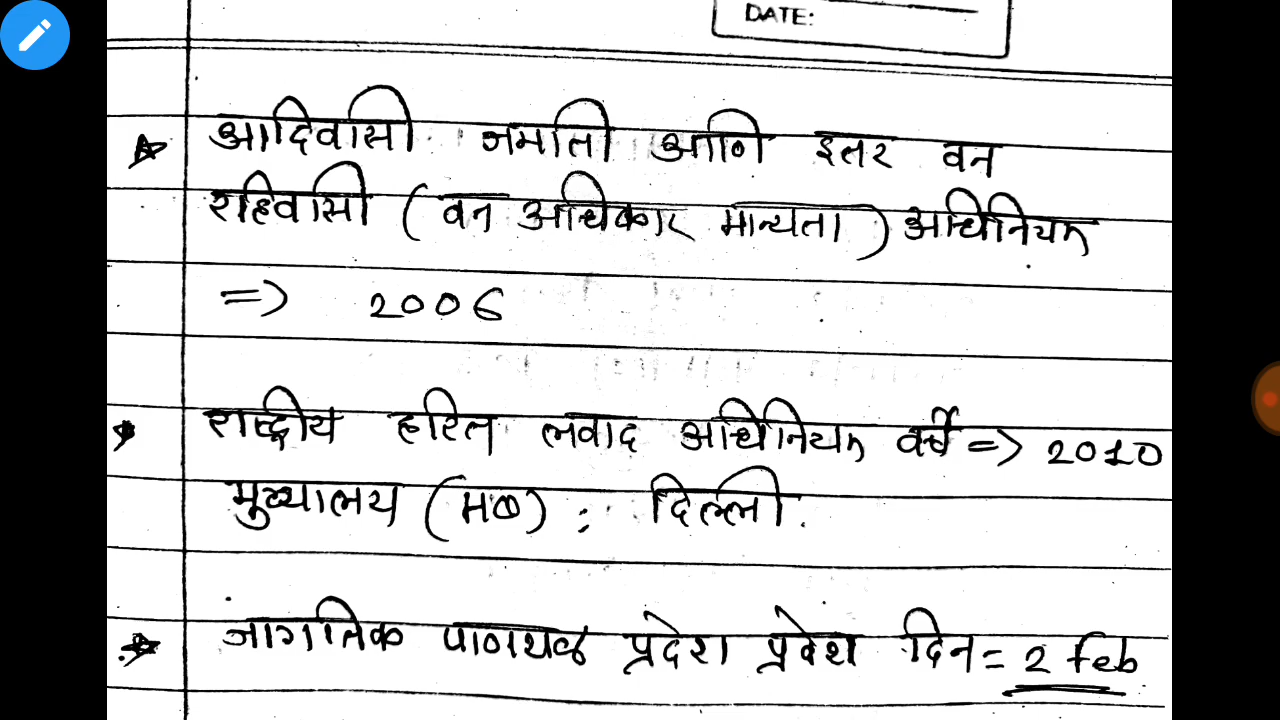 DATE:
आदिवासी जमाती आणि इतर वन
रहिवासी ( वन अधिकार मान्यता ) अधिनियम
=> 2006
राष्ट्रीय हरित लवाद अधिनियम वर्षे => 2010
मुख्यालय (HQ) : दिल्ली.
जागतिक पाणथळ प्रदेश प्रवेश दिन = 2 Feb